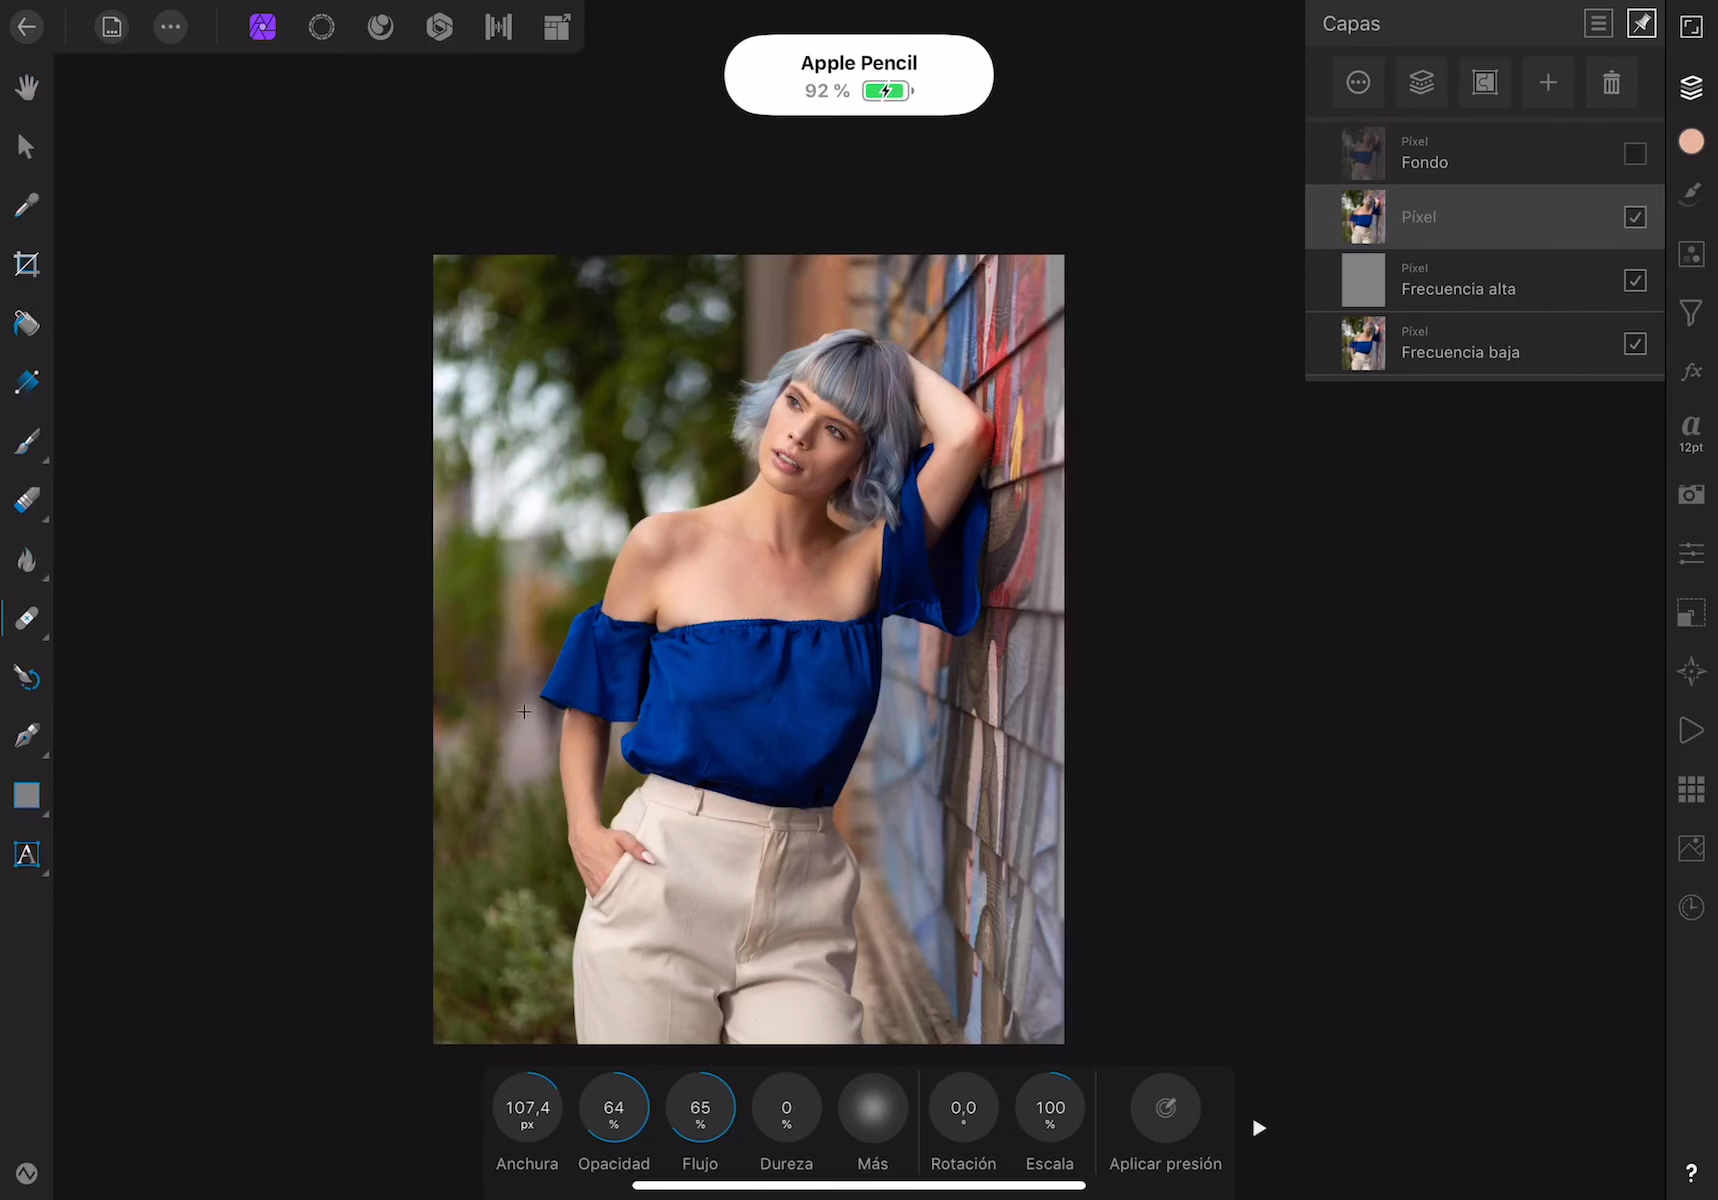 Apple Pencil
92 %
Capas
Píxel
Fondo
Píxel
Píxel
Frecuencia alta
Píxel
Frecuencia baja
a
12pt
fx
A
107,4
px
Anchura
64
%
Opacidad
65
%
Flujo
0
%
Dureza
Más
0,0
°
Rotación
100
%
Escala
Aplicar presión
?